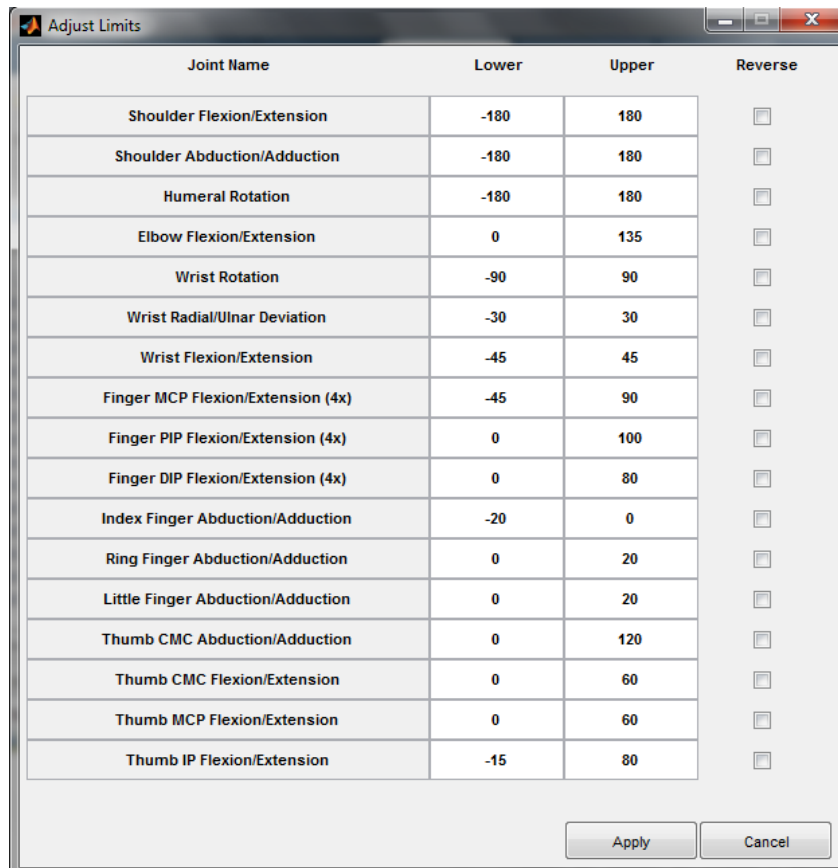 Adjust Limits
Joint Name Lower Upper Reverse
Shoulder Flexion/Extension -180 180
Shoulder Abduction/Adduction -180 180
Humeral Rotation -180 180
Elbow Flexion/Extension 0 135
Wrist Rotation -90 90
Wrist Radial/Ulnar Deviation -30 30
Wrist Flexion/Extension -45 45
Finger MCP Flexion/Extension (4x) -45 90
Finger PIP Flexion/Extension (4x) 0 100
Finger DIP Flexion/Extension (4x) 0 80
Index Finger Abduction/Adduction -20 0
Ring Finger Abduction/Adduction 0 20
Little Finger Abduction/Adduction 0 20
Thumb CMC Abduction/Adduction 0 120
Thumb CMC Flexion/Extension 0 60
Thumb MCP Flexion/Extension 0 60
Thumb IP Flexion/Extension -15 80
Apply Cancel